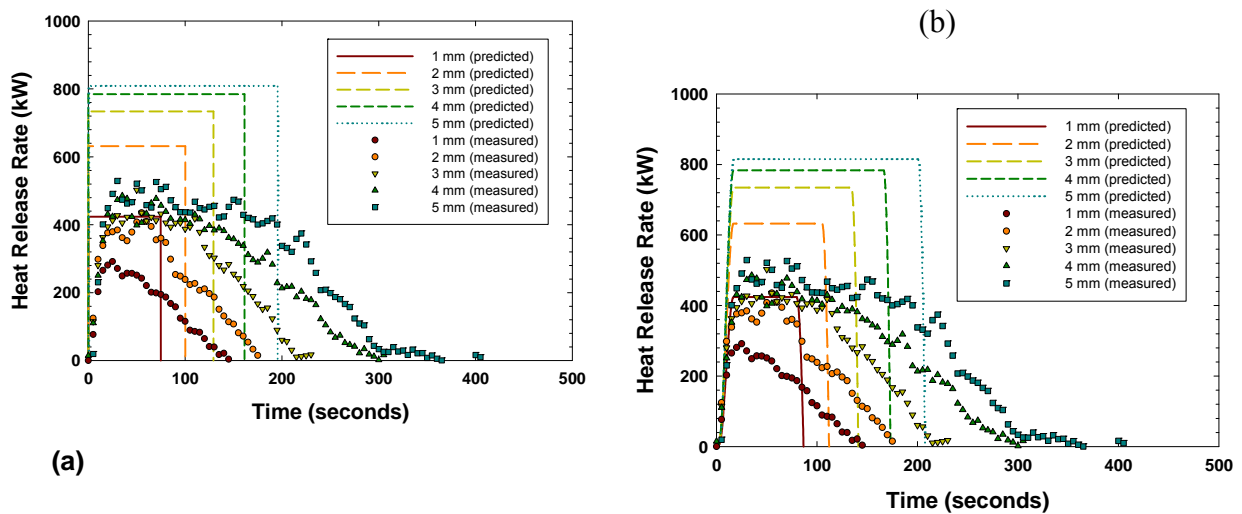 1000
800
600
400
200
0
Heat Release Rate (kW)
1 mm (predicted)
2 mm (predicted)
3 mm (predicted)
4 mm (predicted)
5 mm (predicted)
1 mm (measured)
2 mm (measured)
3 mm (measured)
4 mm (measured)
5 mm (measured)
0 100 200 300 400 500
Time (seconds)
(a)
(b)
1000
800
600
400
200
0
Heat Release Rate (kW)
1 mm (predicted)
2 mm (predicted)
3 mm (predicted)
4 mm (predicted)
5 mm (predicted)
1 mm (measured)
2 mm (measured)
3 mm (measured)
4 mm (measured)
5 mm (measured)
0 100 200 300 400 500
Time (seconds)